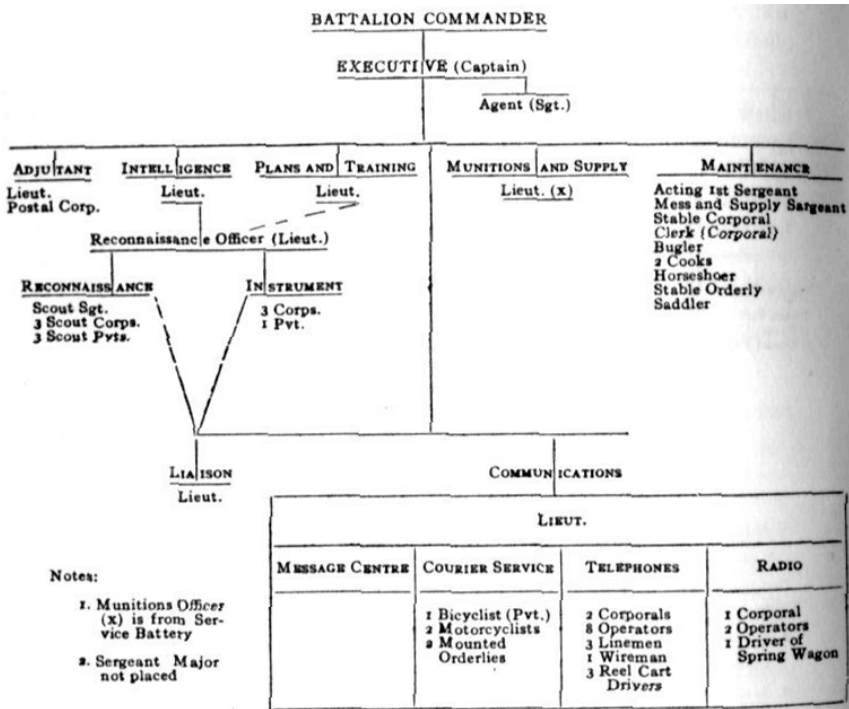 BATTALION COMMANDER
EXECUTIVE (Captain)
Agent (Sgt.)
ADJUTANT
Lieut.
Postal Corp.
INTELLIGENCE
Lieut.
PLANS AND TRAINING
Lieut.
MUNITIONS AND SUPPLY
Lieut. (x)
MAINTENANCE
Acting 1st Sergeant
Mess and Supply Sargeant
Stable Corporal
Clerk (Corporal)
Bugler
2 Cooks
Horseshoer
Stable Orderly
Saddler
Reconnaissance Officer (Lieut.)
RECONNAISSANCE
Scout Sgt.
3 Scout Corps.
3 Scout Pvts.
INSTRUMENT
3 Corps.
1 Pvt.
LIAISON
Lieut.
COMMUNICATIONS
LIEUT.
MESSAGE CENTRE
COURIER SERVICE
1 Bicyclist (Pvt.)
2 Motorcyclists
2 Mounted
Orderlies
TELEPHONES
2 Corporals
8 Operators
3 Linemen
1 Wireman
3 Reel Cart
Drivers
RADIO
1 Corporal
2 Operators
1 Driver of
Spring Wagon
Notes:
1. Munitions Officer
(x) is from Ser-
vice Battery
2. Sergeant Major
not placed